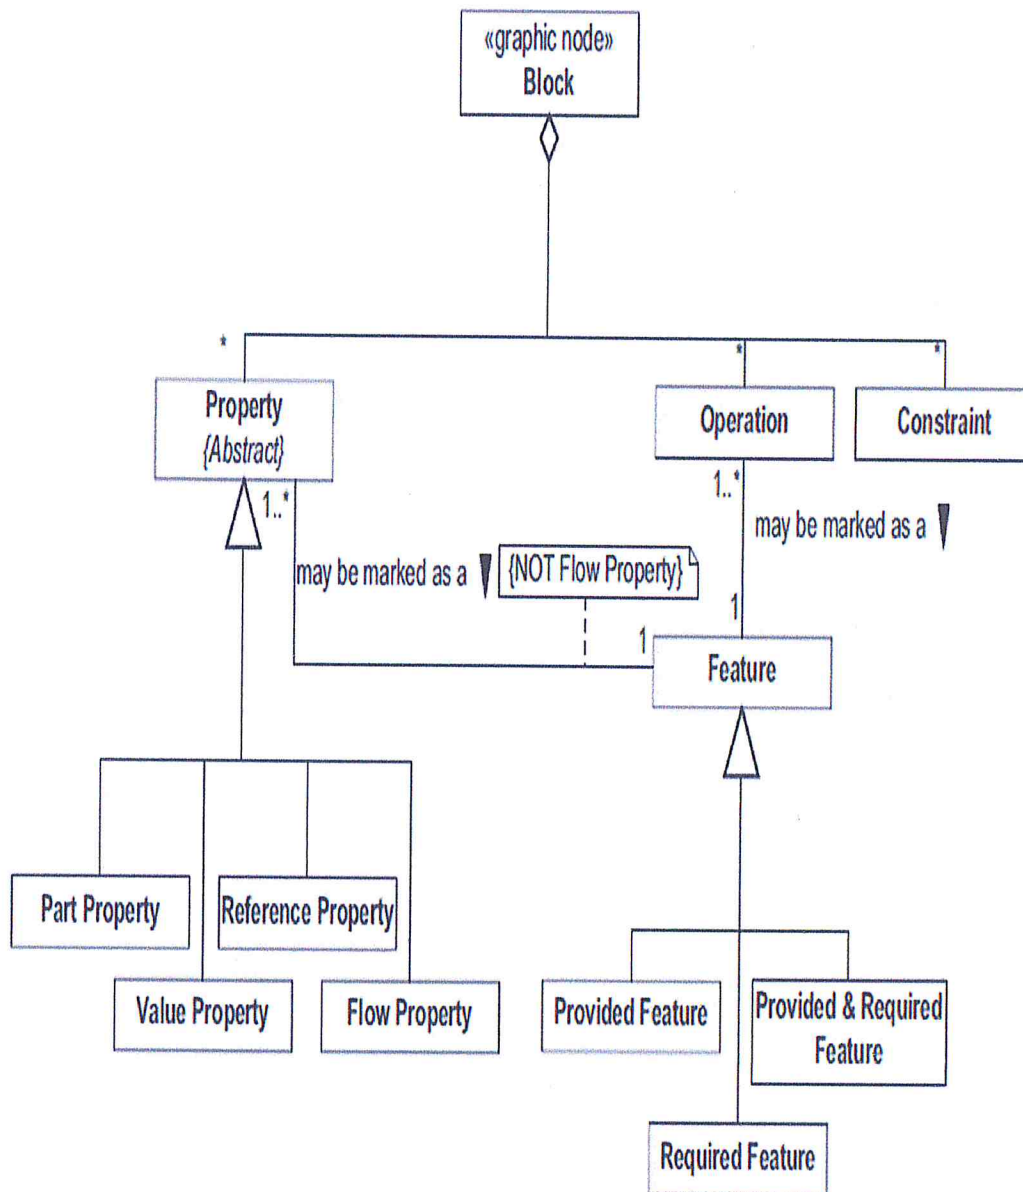 «graphic node»
Block
*
*
*
Property
{Abstract}
Operation
Constraint
1..*
1..*
may be marked as a
may be marked as a
{NOT Flow Property}
1
1
Feature
Part Property
Reference Property
Value Property
Flow Property
Provided Feature
Provided & Required
Feature
Required Feature